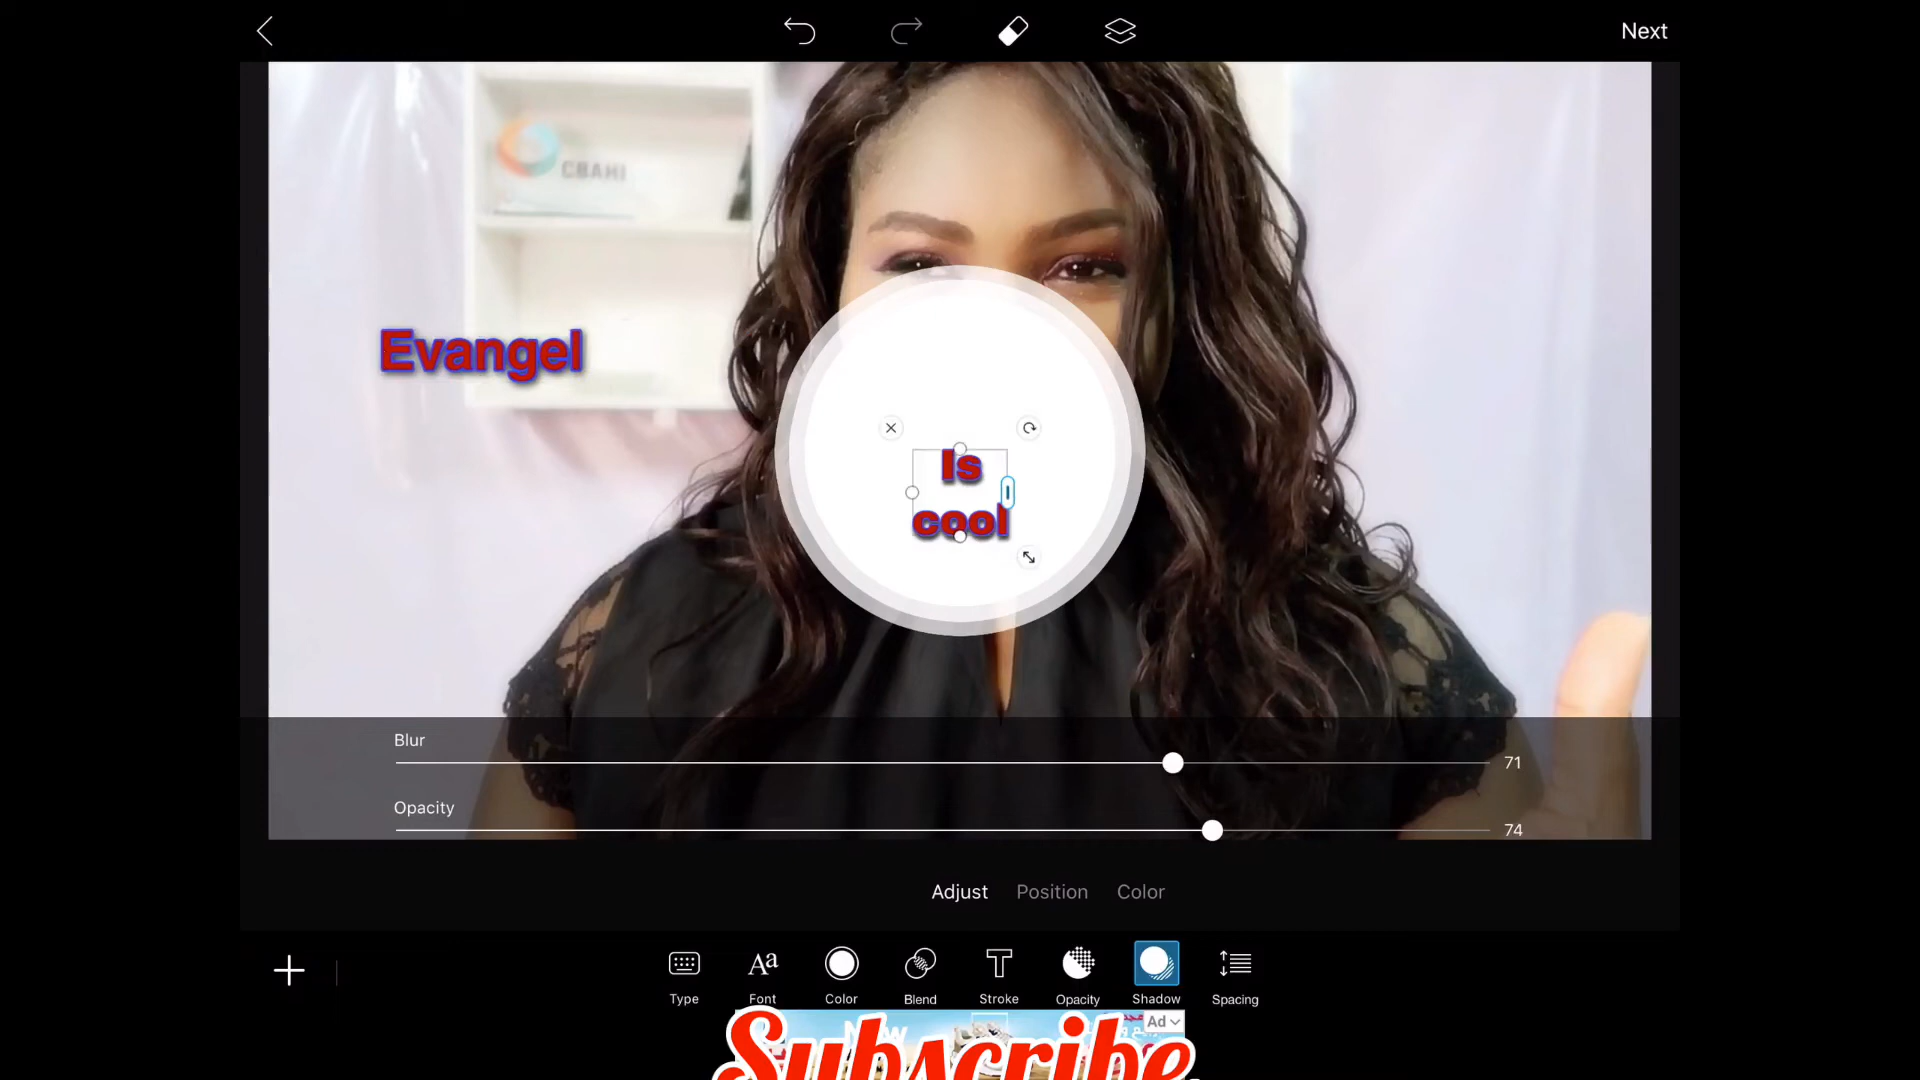 Next
CBAHI
Evangel
Is
cool
Blur
71
Opacity
74
Adjust Position Color
Type Font Color Blend Stroke Opacity Shadow Spacing
Ad
Subscribe